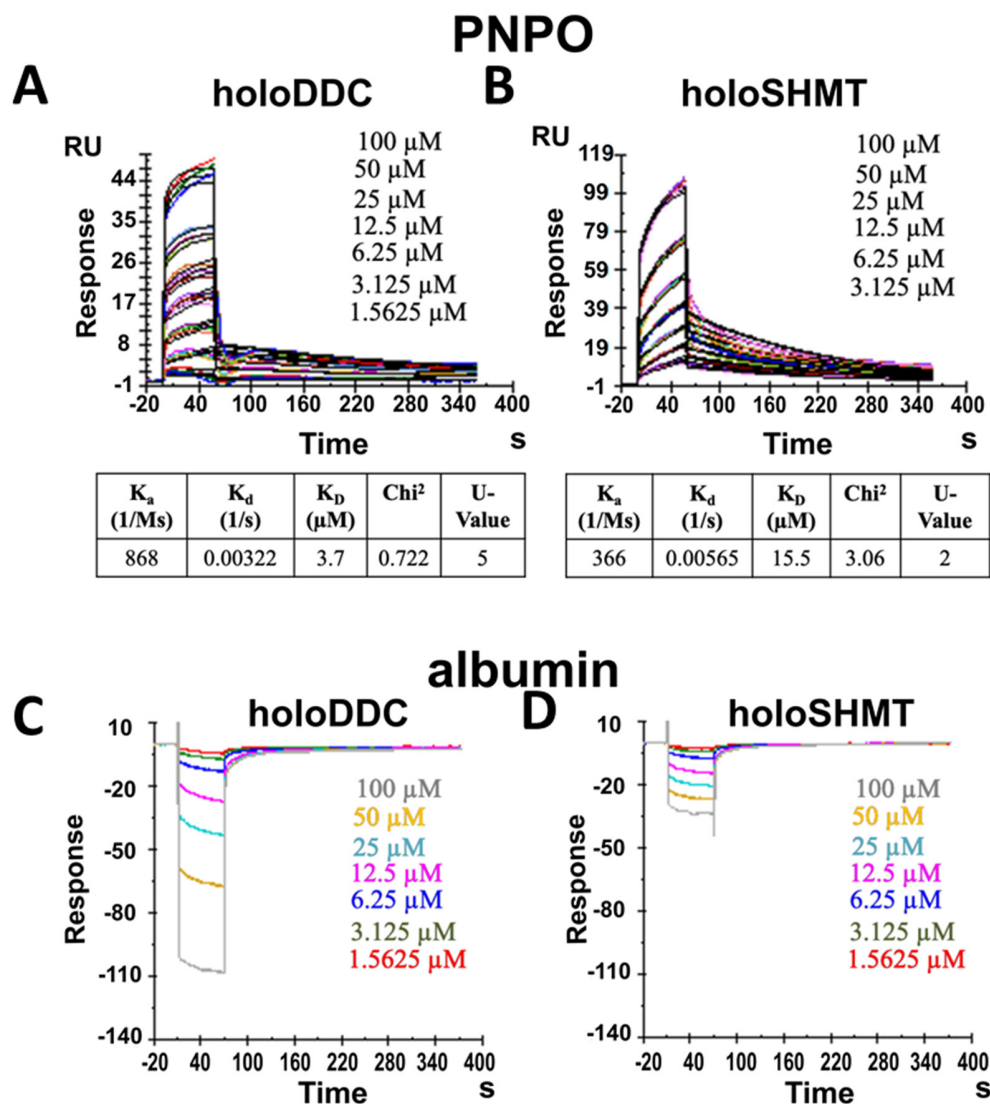 PNPO
A
holoDDC
RU
44
35
26
17
8
-1
Response
100 µM
50 µM
25 µM
12.5 µM
6.25 µM
3.125 µM
1.5625 µM
-20 40 100 160 220 280 340 400
Time s
Ka (1/Ms) Kd (1/s) KD (µM) Chi² U-Value
868 0.00322 3.7 0.722 5
B
holoSHMT
RU
119
99
79
59
39
19
-1
Response
100 µM
50 µM
25 µM
12.5 µM
6.25 µM
3.125 µM
-20 40 100 160 220 280 340 400
Time s
Ka (1/Ms) Kd (1/s) KD (µM) Chi² U-Value
366 0.00565 15.5 3.06 2
albumin
C
holoDDC
10
-20
-50
-80
-110
-140
Response
100 µM
50 µM
25 µM
12.5 µM
6.25 µM
3.125 µM
1.5625 µM
-20 40 100 160 220 280 340 400
Time s
D
holoSHMT
10
-20
-50
-80
-110
-140
Response
100 µM
50 µM
25 µM
12.5 µM
6.25 µM
3.125 µM
1.5625 µM
-20 40 100 160 220 280 340 400
Time s